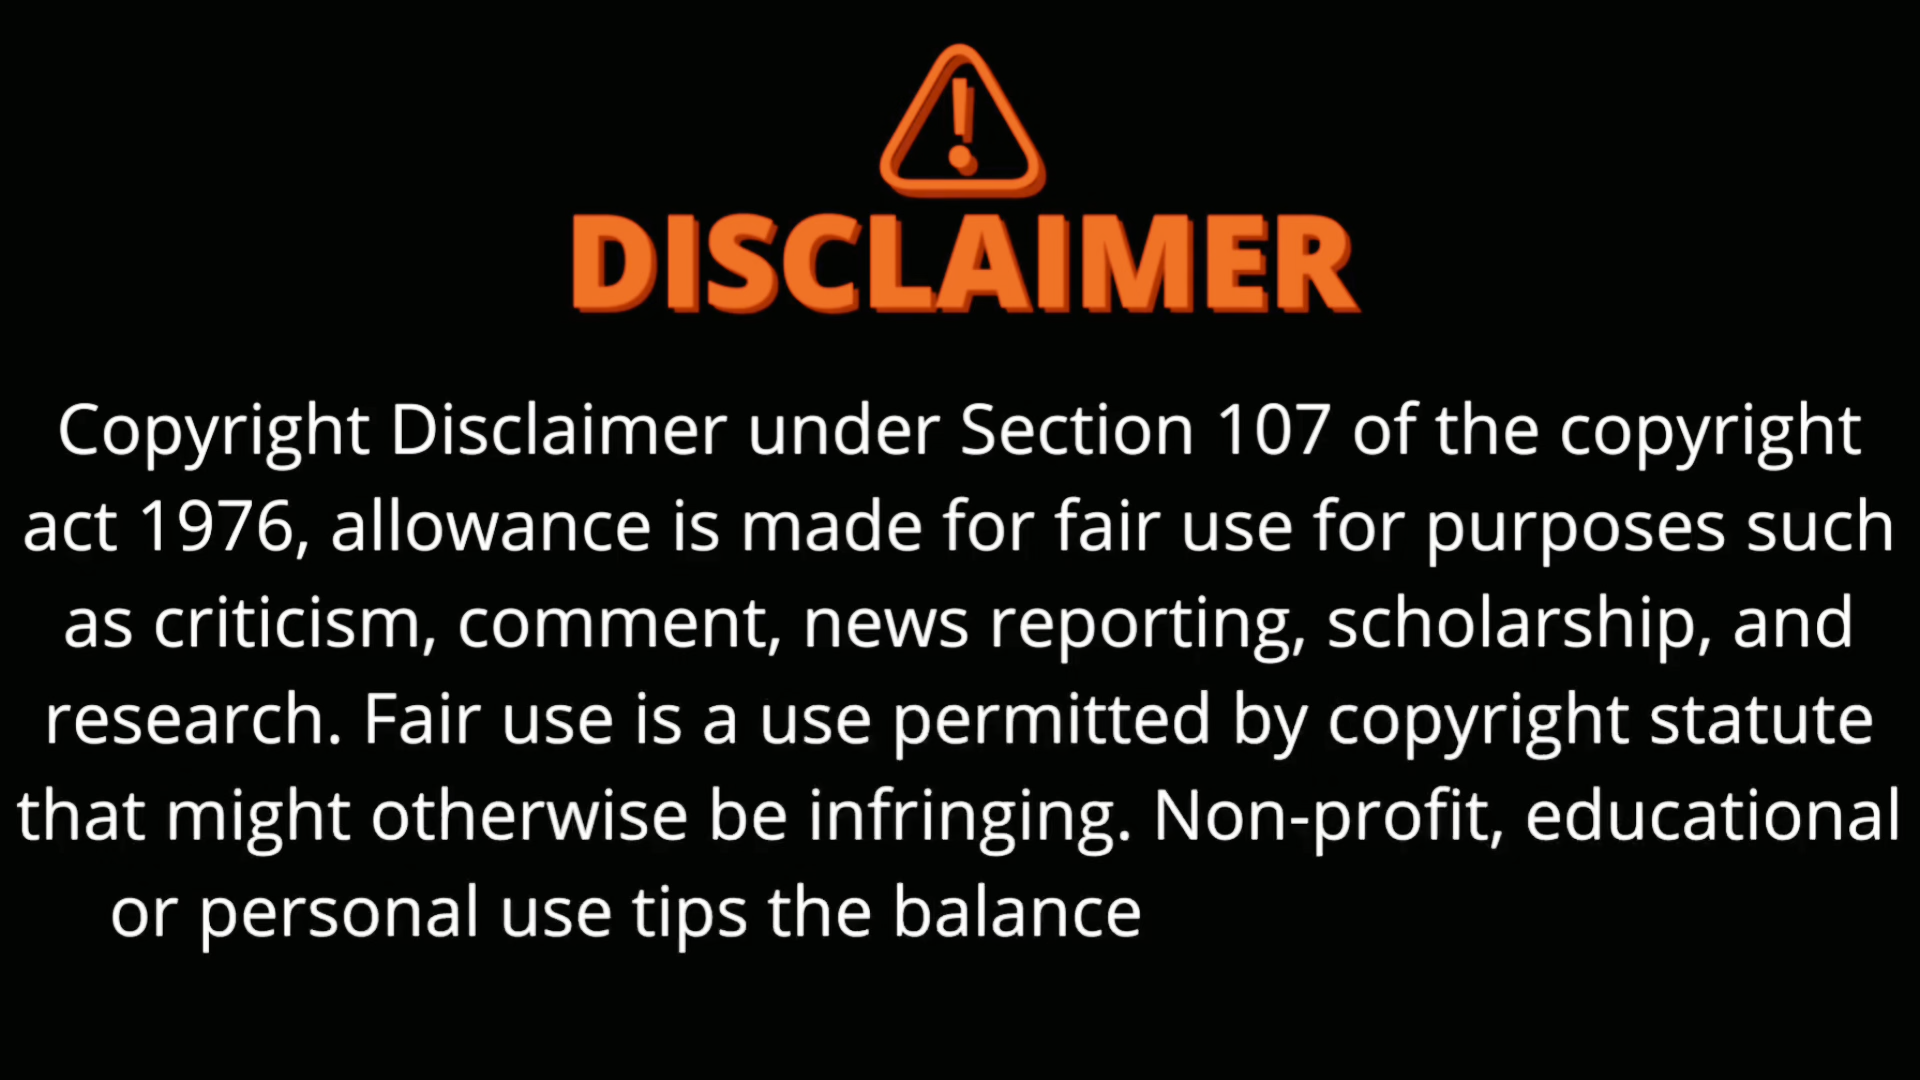 DISCLAIMER
Copyright Disclaimer under Section 107 of the copyright
act 1976, allowance is made for fair use for purposes such
as criticism, comment, news reporting, scholarship, and
research. Fair use is a use permitted by copyright statute
that might otherwise be infringing. Non-profit, educational
or personal use tips the balance